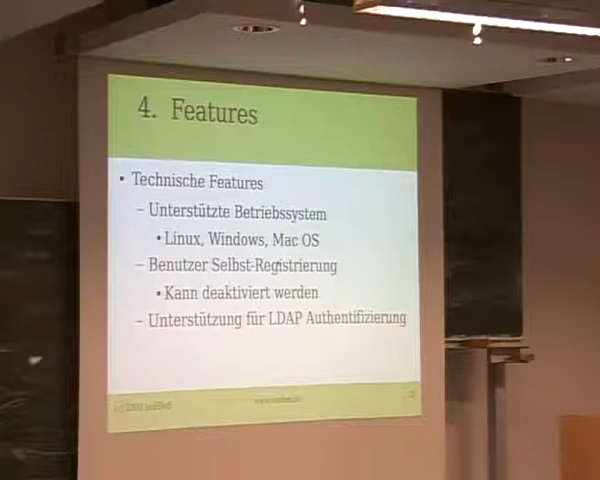 4. Features
• Technische Features
– Unterstützte Betriebssystem
• Linux, Windows, Mac OS
– Benutzer Selbst-Registrierung
• Kann deaktiviert werden
– Unterstützung für LDAP Authentifizierung